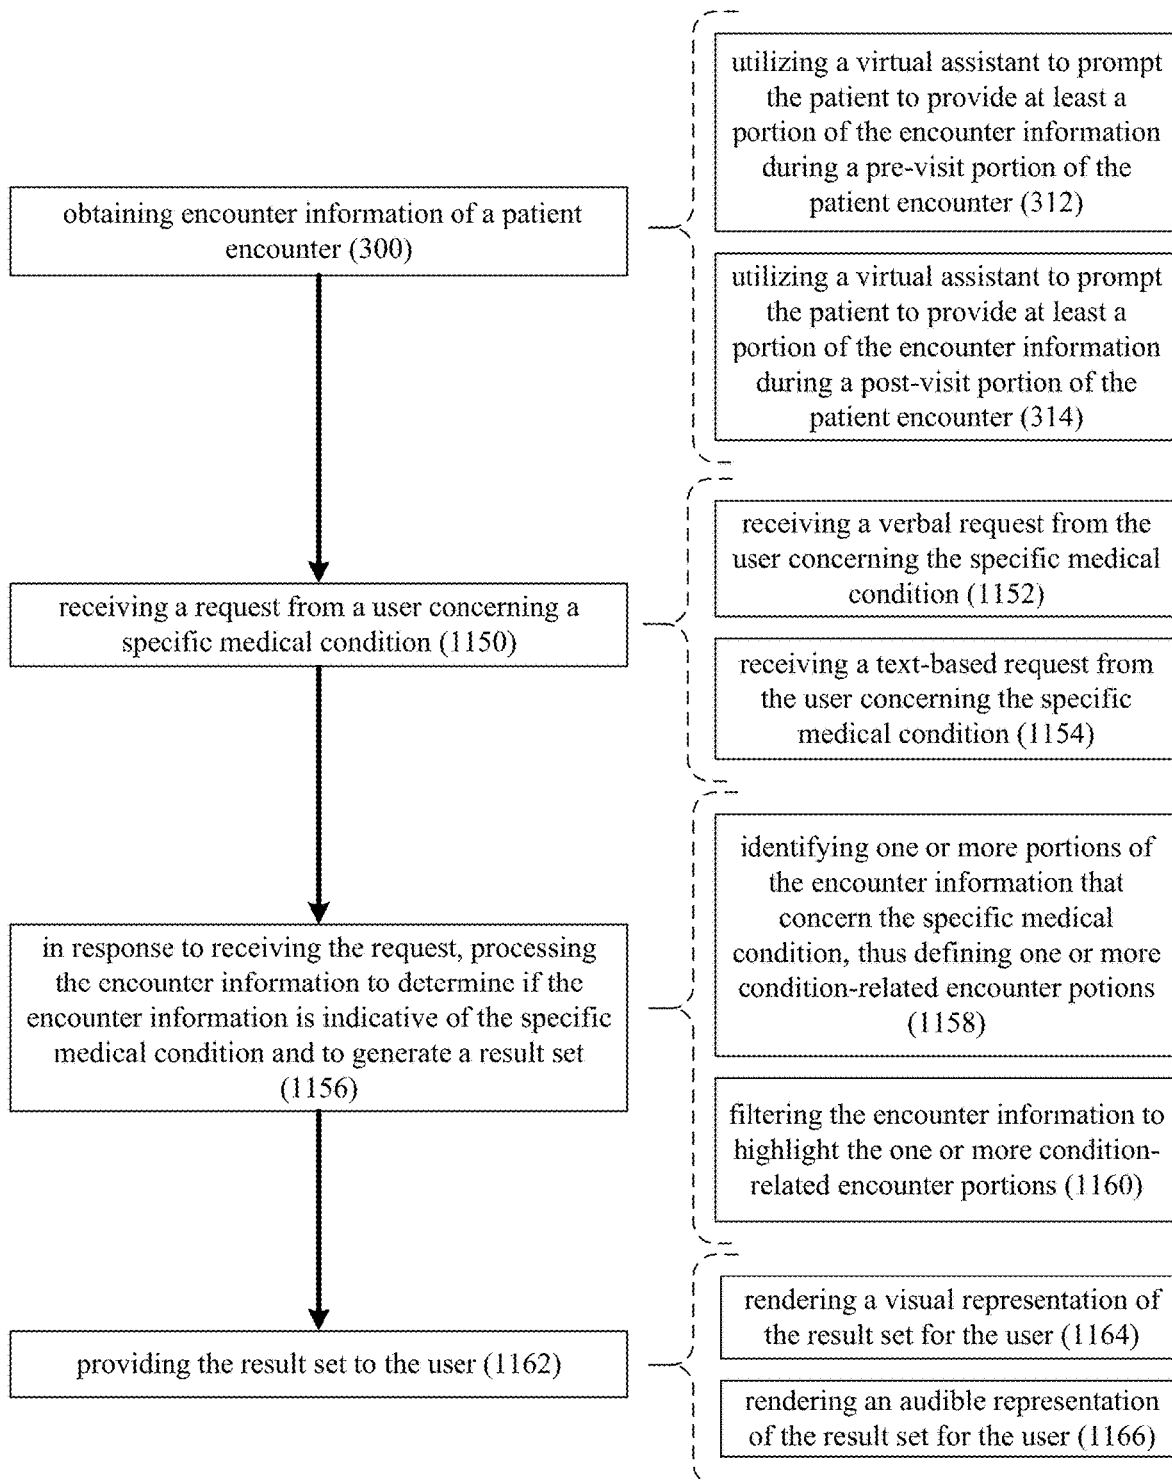 obtaining encounter information of a patient
encounter (300)
utilizing a virtual assistant to prompt
the patient to provide at least a
portion of the encounter information
during a pre-visit portion of the
patient encounter (312)
utilizing a virtual assistant to prompt
the patient to provide at least a
portion of the encounter information
during a post-visit portion of the
patient encounter (314)
receiving a request from a user concerning a
specific medical condition (1150)
receiving a verbal request from the
user concerning the specific medical
condition (1152)
receiving a text-based request from
the user concerning the specific
medical condition (1154)
in response to receiving the request, processing
the encounter information to determine if the
encounter information is indicative of the specific
medical condition and to generate a result set
(1156)
identifying one or more portions of
the encounter information that
concern the specific medical
condition, thus defining one or more
condition-related encounter potions
(1158)
filtering the encounter information to
highlight the one or more condition-
related encounter portions (1160)
providing the result set to the user (1162)
rendering a visual representation of
the result set for the user (1164)
rendering an audible representation
of the result set for the user (1166)